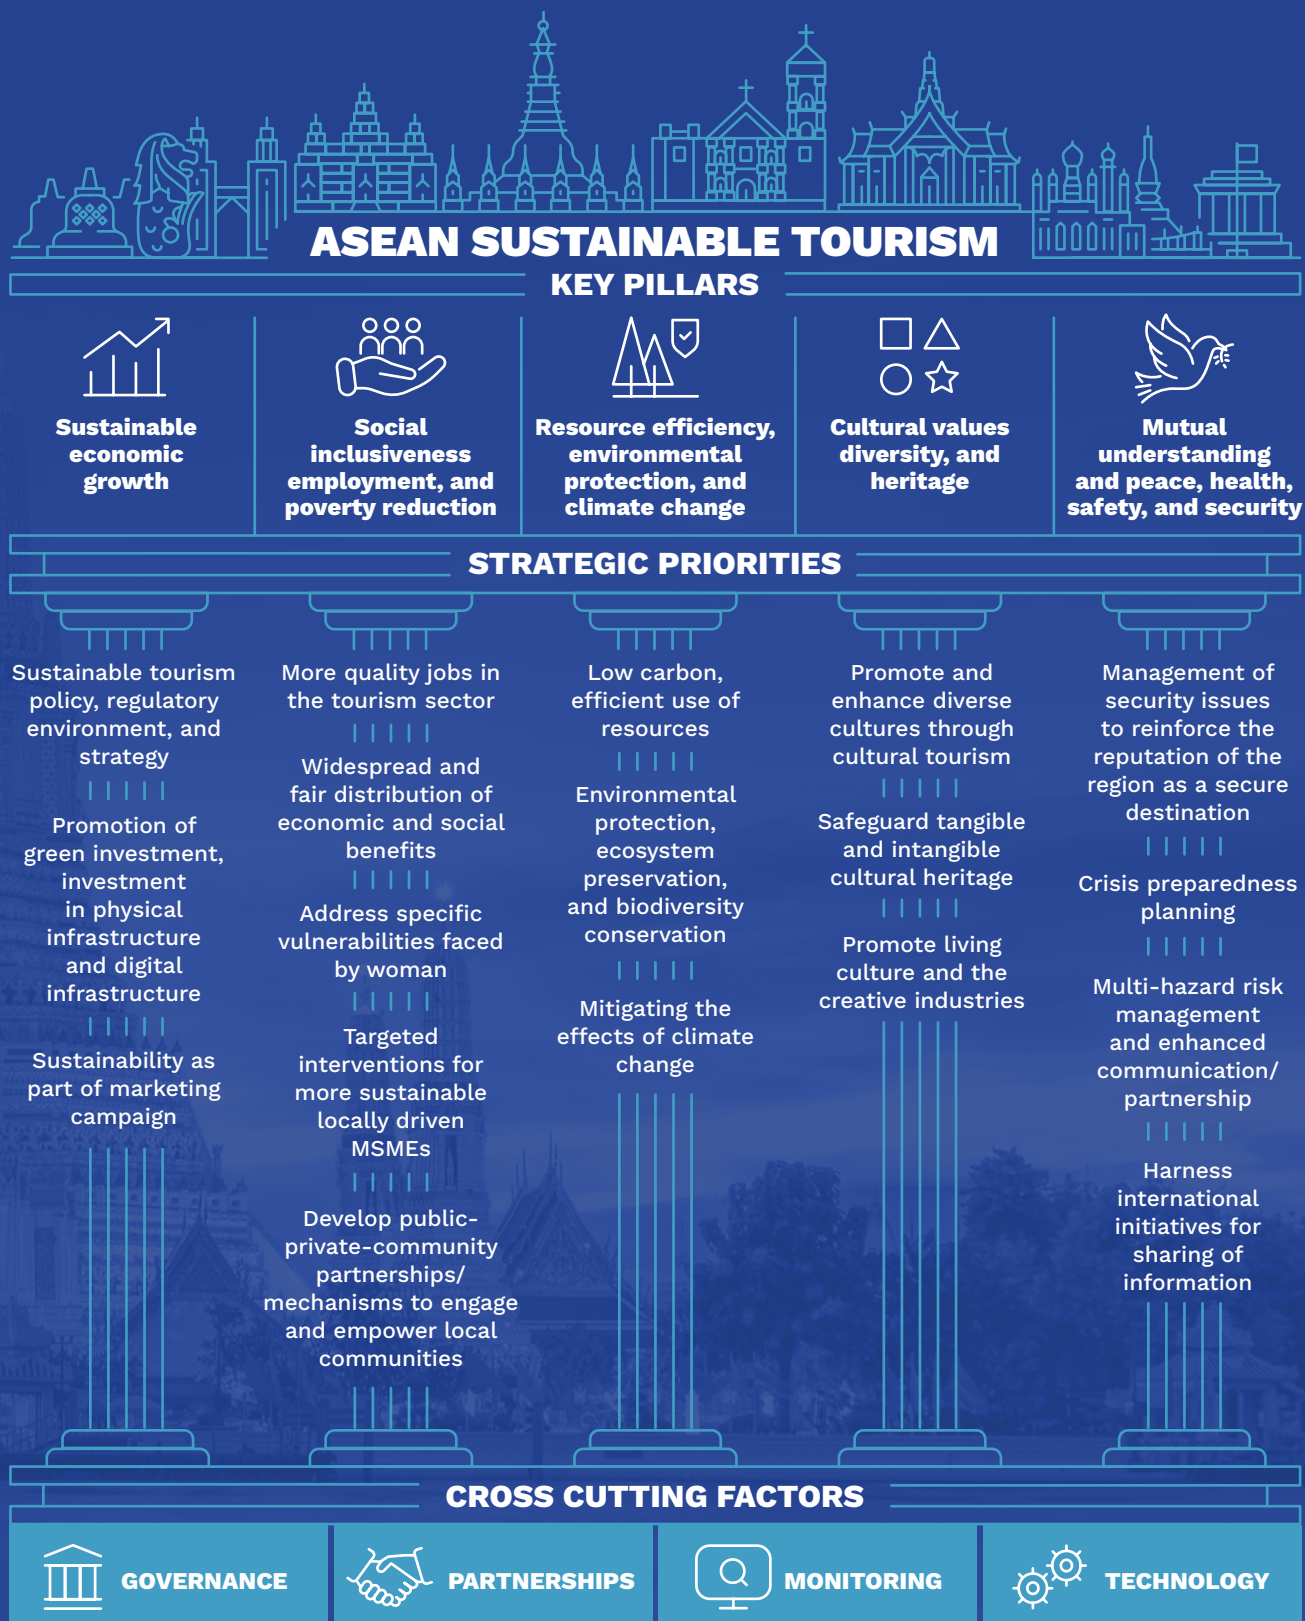 ASEAN SUSTAINABLE TOURISM
KEY PILLARS
Sustainable
economic
growth
Social
inclusiveness
employment, and
poverty reduction
Resource efficiency,
environmental
protection, and
climate change
Cultural values
diversity, and
heritage
Mutual
understanding
and peace, health,
safety, and security
STRATEGIC PRIORITIES
Sustainable tourism
policy, regulatory
environment, and
strategy
Promotion of
green investment,
investment
in physical
infrastructure
and digital
infrastructure
Sustainability as
part of marketing
campaign
More quality jobs in
the tourism sector
Widespread and
fair distribution of
economic and social
benefits
Address specific
vulnerabilities faced
by woman
Targeted
interventions for
more sustainable
locally driven
MSMEs
Develop public-
private-community
partnerships/
mechanisms to engage
and empower local
communities
Low carbon,
efficient use of
resources
Environmental
protection,
ecosystem
preservation,
and biodiversity
conservation
Mitigating the
effects of climate
change
Promote and
enhance diverse
cultures through
cultural tourism
Safeguard tangible
and intangible
cultural heritage
Promote living
culture and the
creative industries
Management of
security issues
to reinforce the
reputation of the
region as a secure
destination
Crisis preparedness
planning
Multi-hazard risk
management
and enhanced
communication/
partnership
Harness
international
initiatives for
sharing of
information
CROSS CUTTING FACTORS
GOVERNANCE
PARTNERSHIPS
MONITORING
TECHNOLOGY